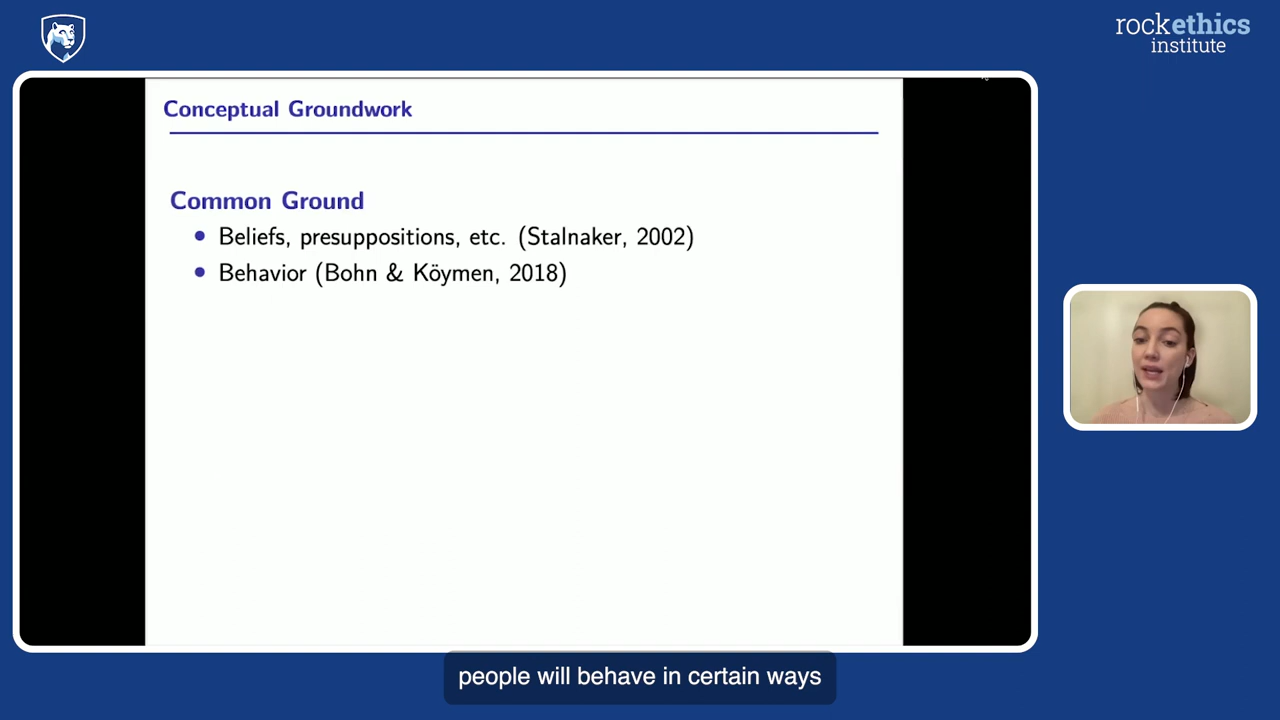 rockethics
institute
Conceptual Groundwork
Common Ground
• Beliefs, presuppositions, etc. (Stalnaker, 2002)
• Behavior (Bohn & Köymen, 2018)
people will behave in certain ways